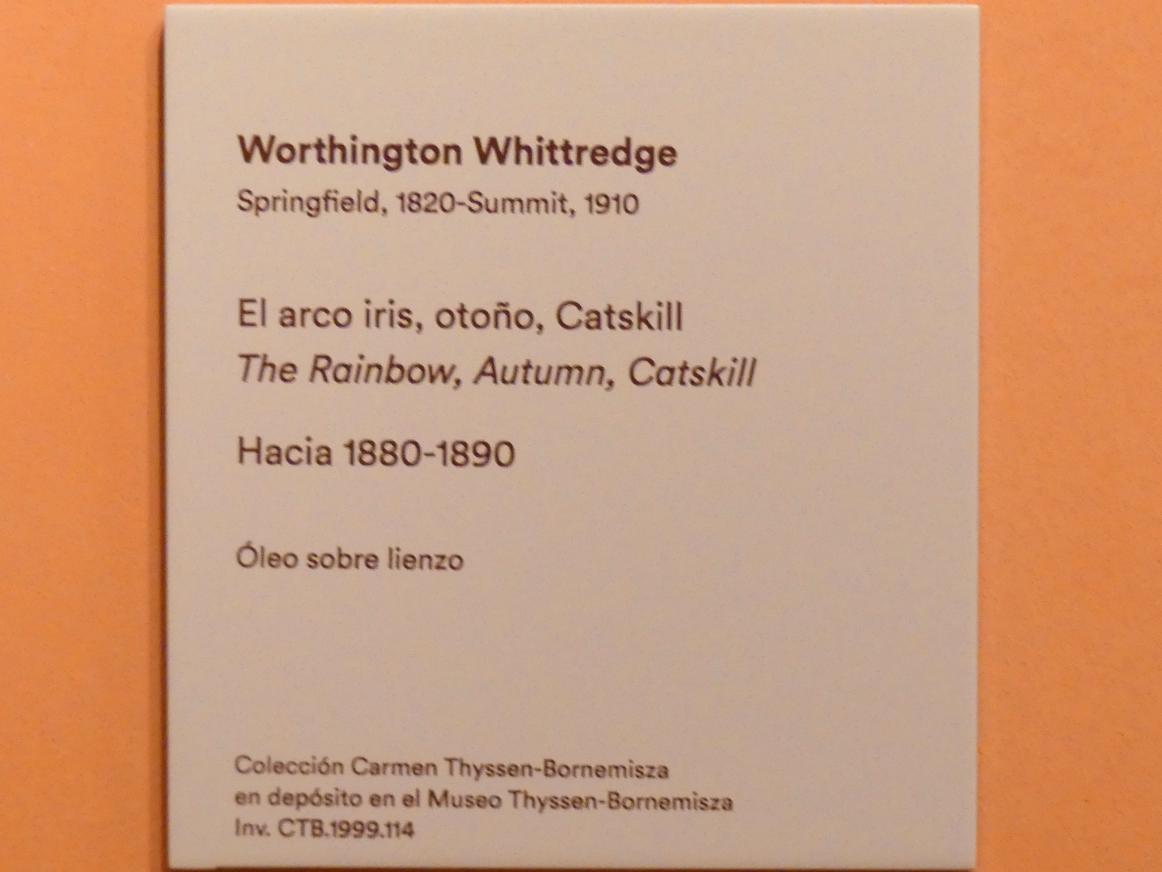 Worthington Whittredge
Springfield, 1820-Summit, 1910
El arco iris, otoño, Catskill
The Rainbow, Autumn, Catskill
Hacia 1880-1890
Óleo sobre lienzo
Colección Carmen Thyssen-Bornemisza
en depósito en el Museo Thyssen-Bornemisza
Inv. CTB.1999.114